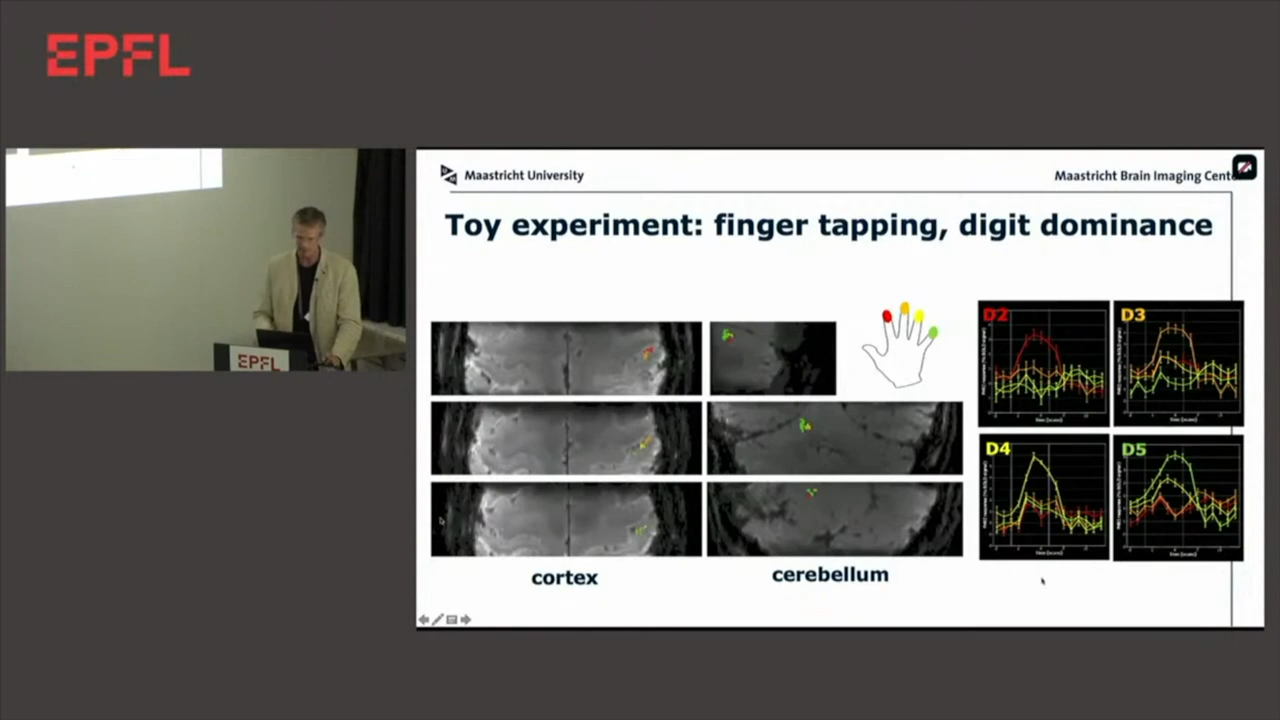 EPFL
EPFL
Maastricht University
Maastricht Brain Imaging Cent
Toy experiment: finger tapping, digit dominance
D2
D3
D4
D5
cortex
cerebellum